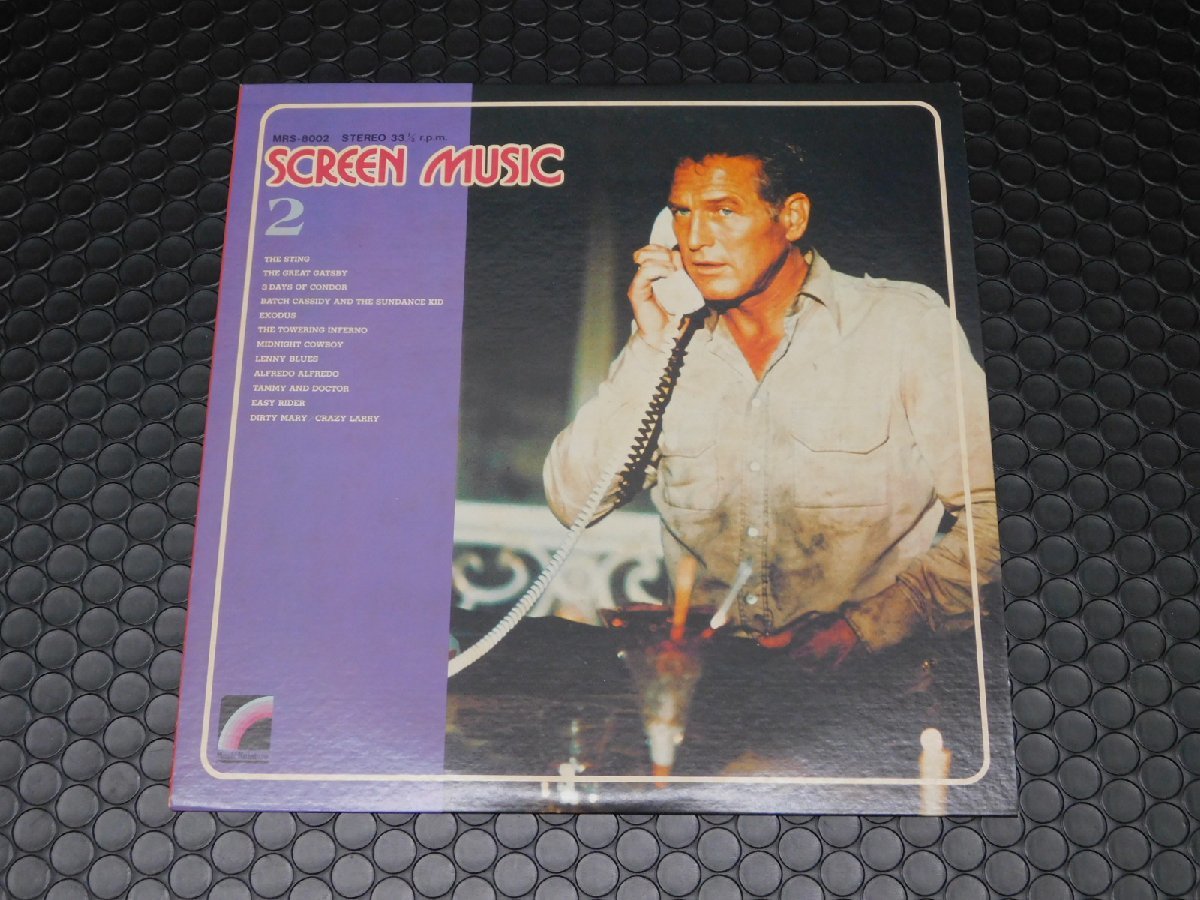 MRS-8002 STEREO 33 ⅓ r.p.m.
SCREEN MUSIC
2
THE STING
THE GREAT GATSBY
3 DAYS OF CONDOR
BATCH CASSIDY AND THE SUNDANCE KID
EXODUS
THE TOWERING INFERNO
MIDNIGHT COWBOY
LENNY BLUES
ALFREDO ALFREDO
TAMMY AND DOCTOR
EASY RIDER
DIRTY MARY / CRAZY LARRY